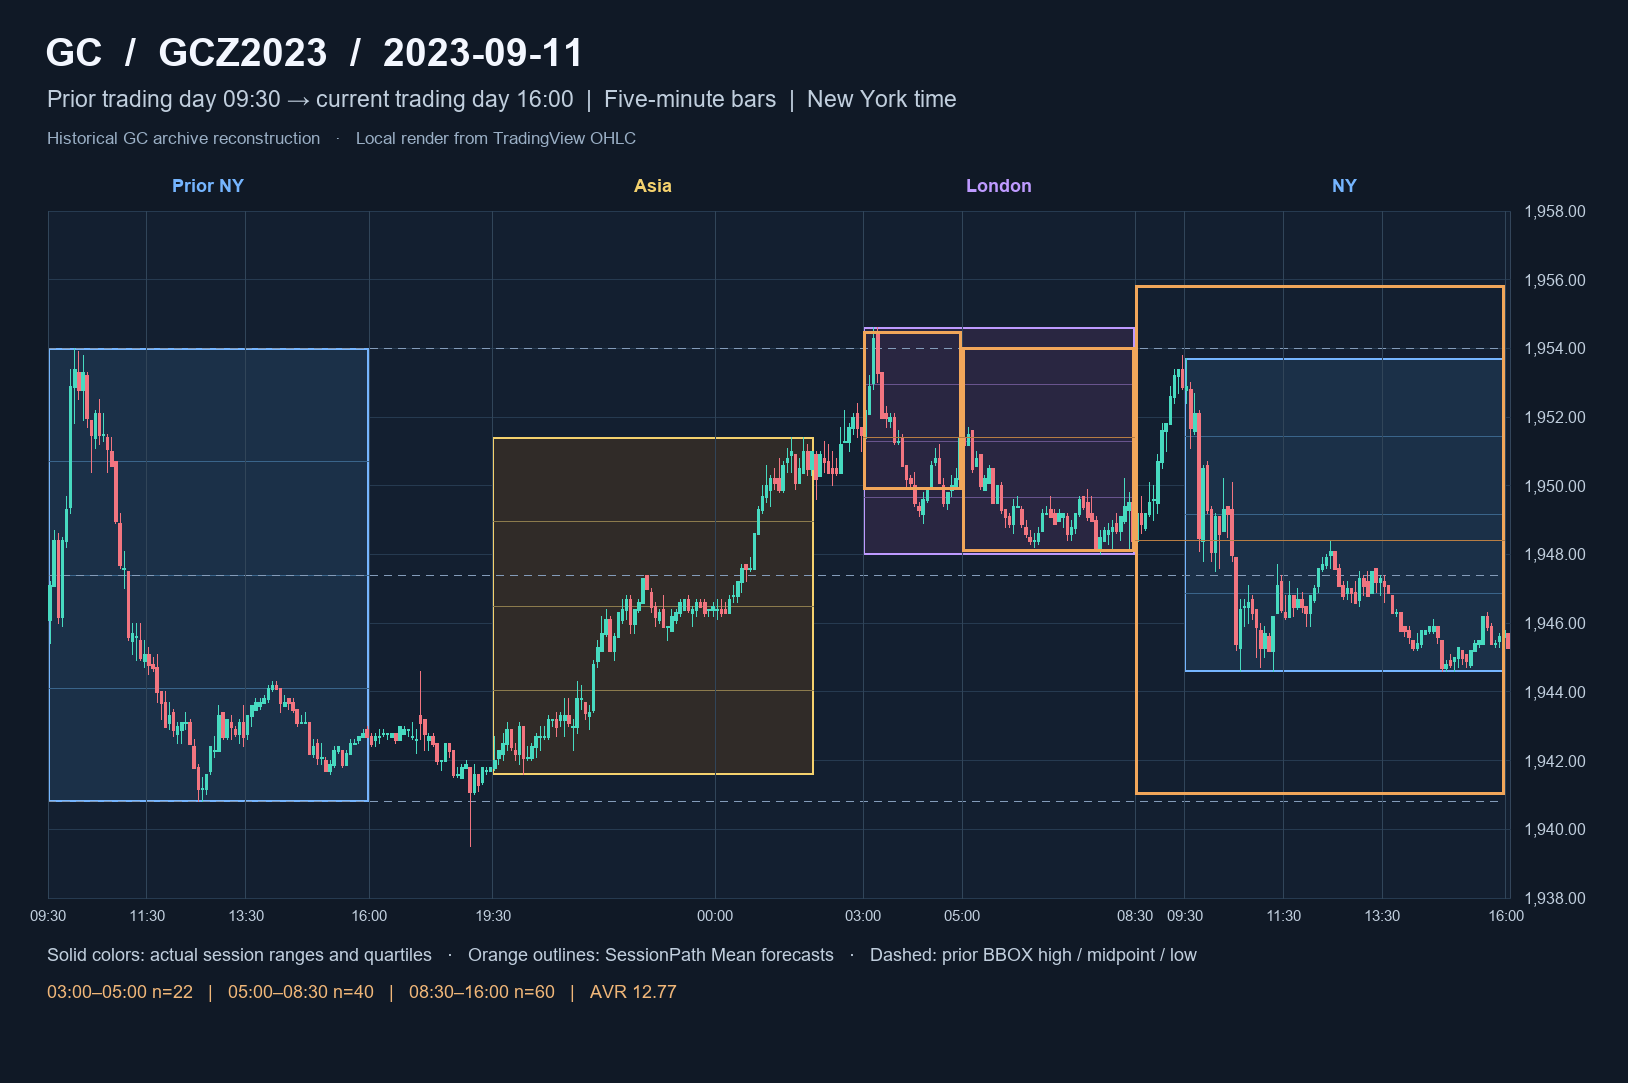 GC / GCZ2023 / 2023-09-11
Prior trading day 09:30 → current trading day 16:00 | Five-minute bars | New York time
Historical GC archive reconstruction · Local render from TradingView OHLC
Prior NY Asia London NY
1,958.00
1,956.00
1,954.00
1,952.00
1,950.00
1,948.00
1,946.00
1,944.00
1,942.00
1,940.00
1,938.00
09:30 11:30 13:30 16:00 19:30 00:00 03:00 05:00 08:30 09:30 11:30 13:30 16:00
Solid colors: actual session ranges and quartiles · Orange outlines: SessionPath Mean forecasts · Dashed: prior BBOX high / midpoint / low
03:00–05:00 n=22 | 05:00–08:30 n=40 | 08:30–16:00 n=60 | AVR 12.77